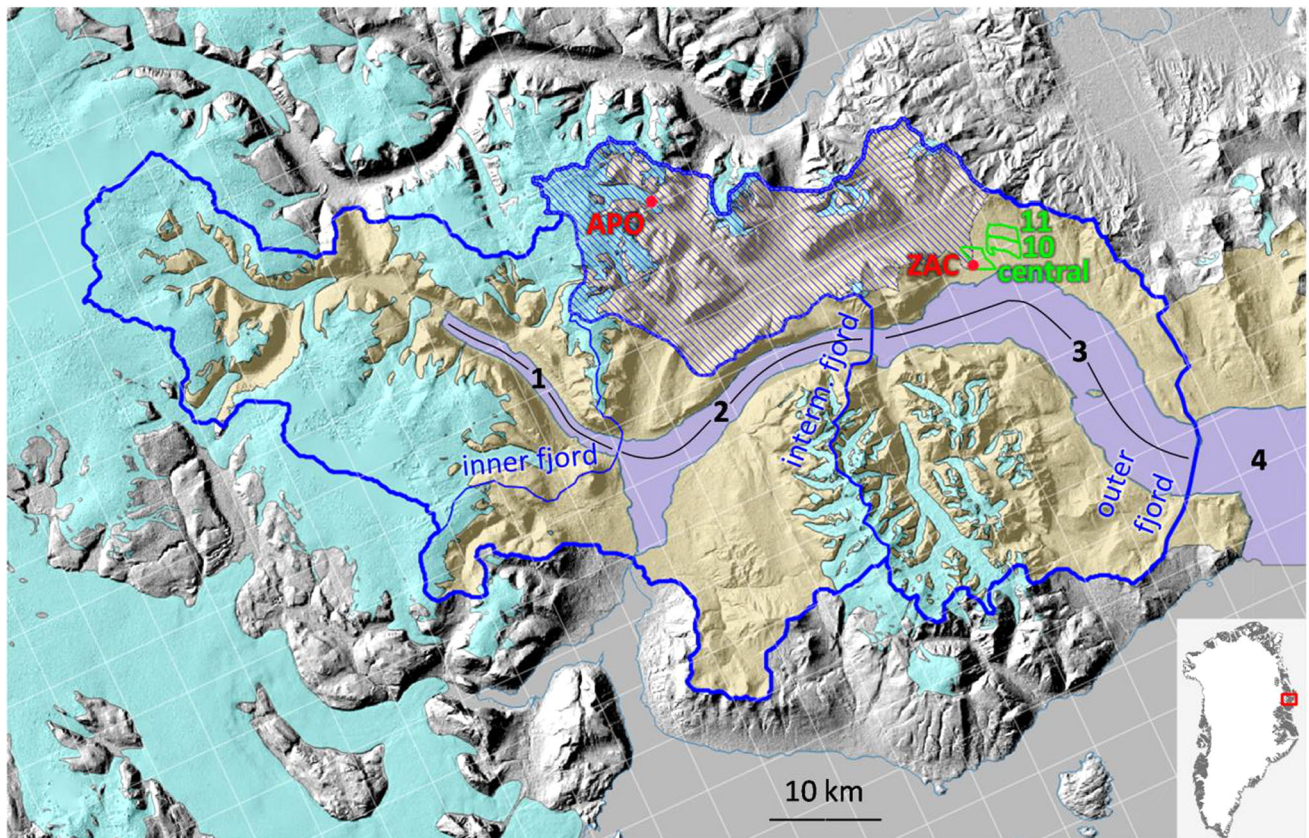 APO
11
10
ZAC
central
1
2
3
4
inner fjord
interm. fjord
outer
fjord
10 km